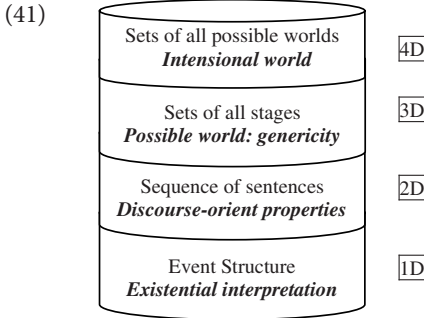 (41)
Sets of all possible worlds
Intensional world
4D
Sets of all stages
Possible world: genericity
3D
Sequence of sentences
Discourse-orient properties
2D
Event Structure
Existential interpretation
1D